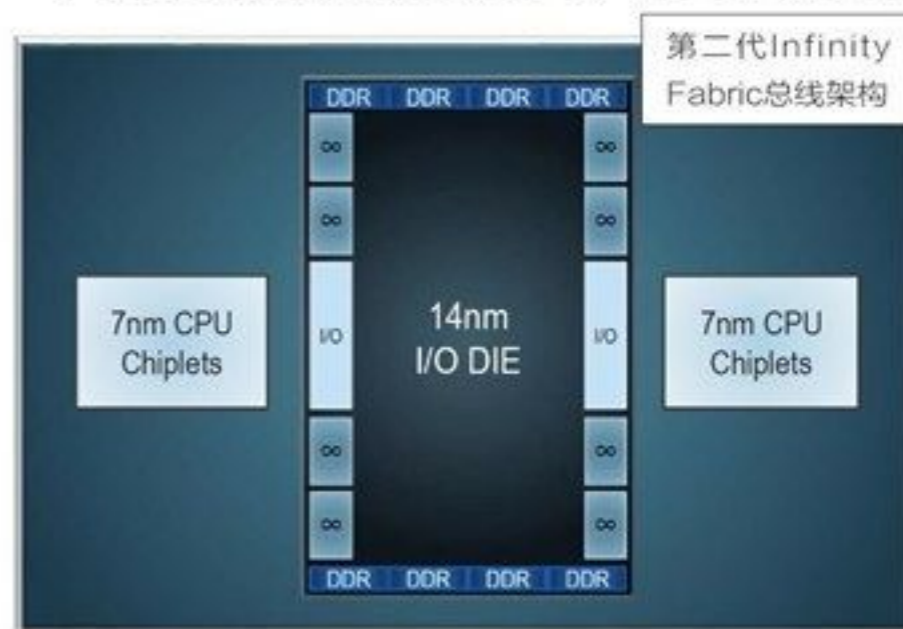 第二代Infinity
Fabric总线架构
DDR DDR DDR DDR
∞ ∞
∞ ∞
7nm CPU
Chiplets
I/O
14nm
I/O DIE
I/O
7nm CPU
Chiplets
∞ ∞
∞ ∞
DDR DDR DDR DDR